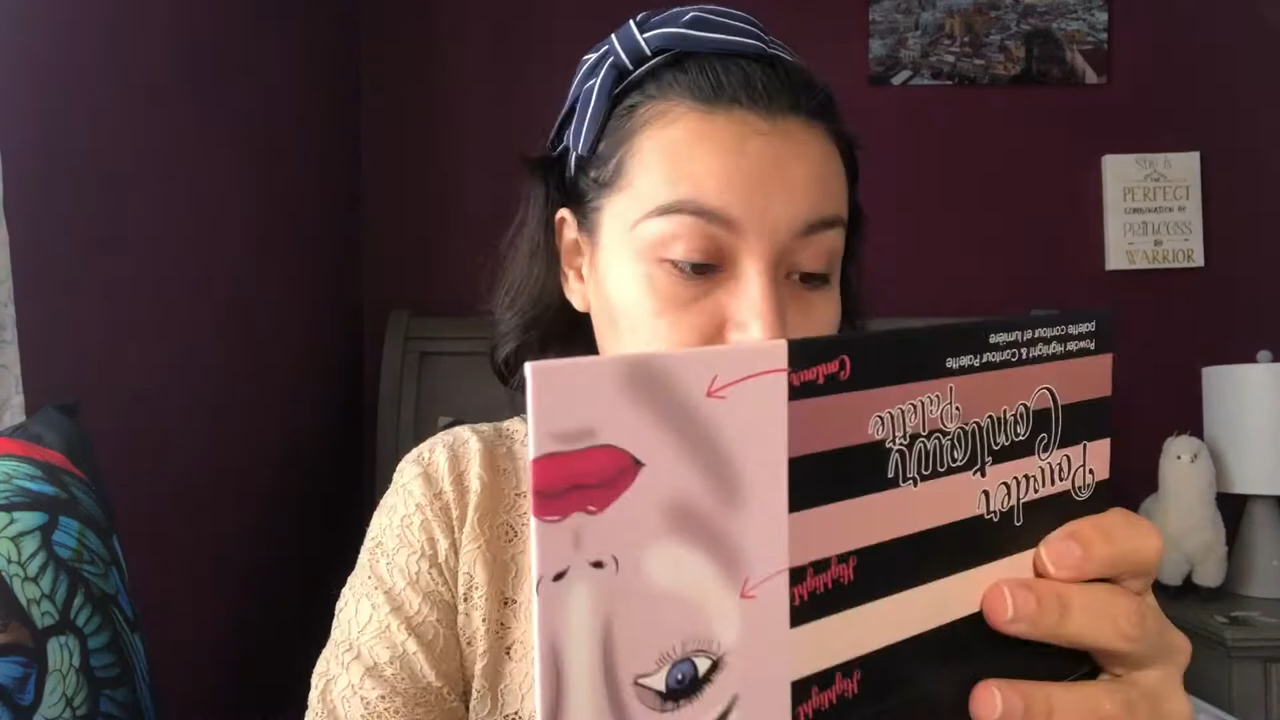 She is
THE
PERFECT
COMBINATION OF
PRINCESS
&
WARRIOR
Powder Highlight & Contour Palette
palette contour et lumière
Powder
Contour
Palette
Contour
Highlight
Highlight